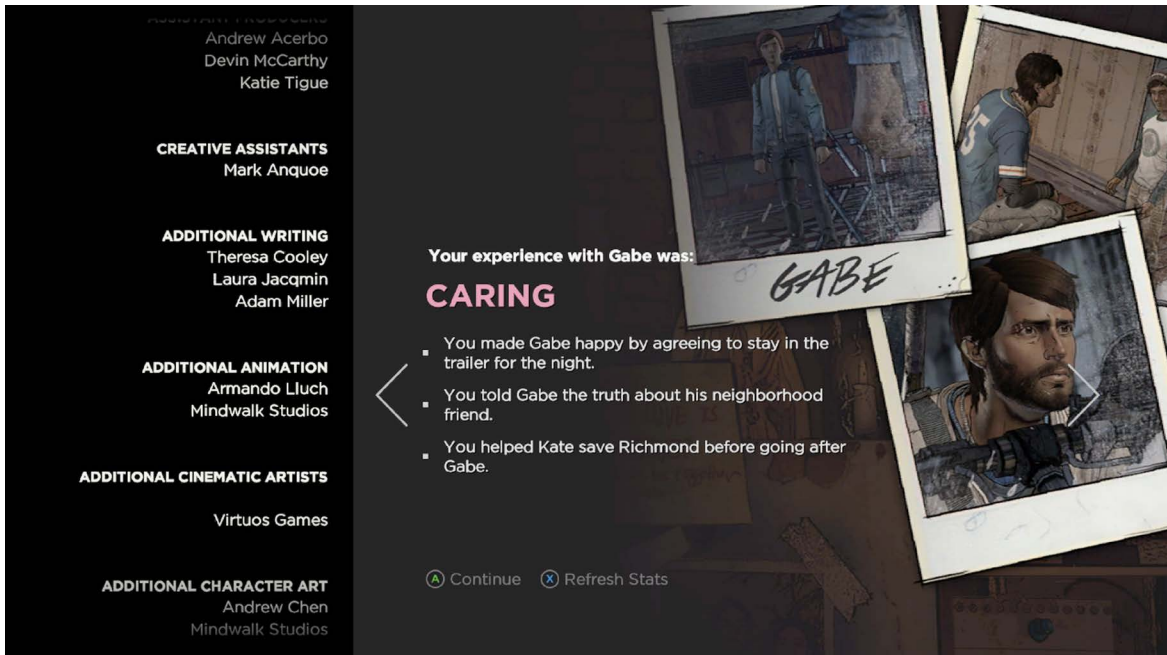 ASSISTANT PRODUCERS
Andrew Acerbo
Devin McCarthy
Katie Tigue
CREATIVE ASSISTANTS
Mark Anquoe
ADDITIONAL WRITING
Theresa Cooley
Laura Jacqmin
Adam Miller
ADDITIONAL ANIMATION
Armando Lluch
Mindwalk Studios
ADDITIONAL CINEMATIC ARTISTS
Virtuos Games
ADDITIONAL CHARACTER ART
Andrew Chen
Mindwalk Studios
Your experience with Gabe was:
CARING
You made Gabe happy by agreeing to stay in the
trailer for the night.
You told Gabe the truth about his neighborhood
friend.
You helped Kate save Richmond before going after
Gabe.
A Continue X Refresh Stats
GABE
35